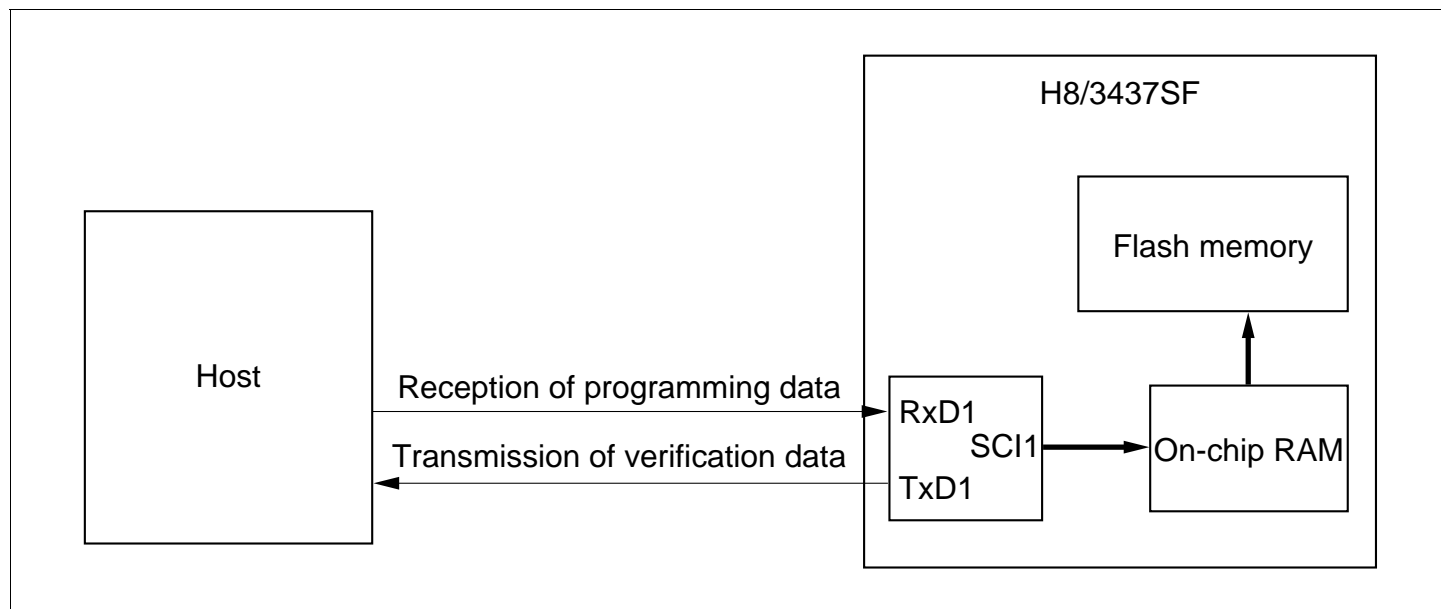 H8/3437SF
Flash memory
Host
Reception of programming data
RxD1
SCI1
On-chip RAM
Transmission of verification data
TxD1